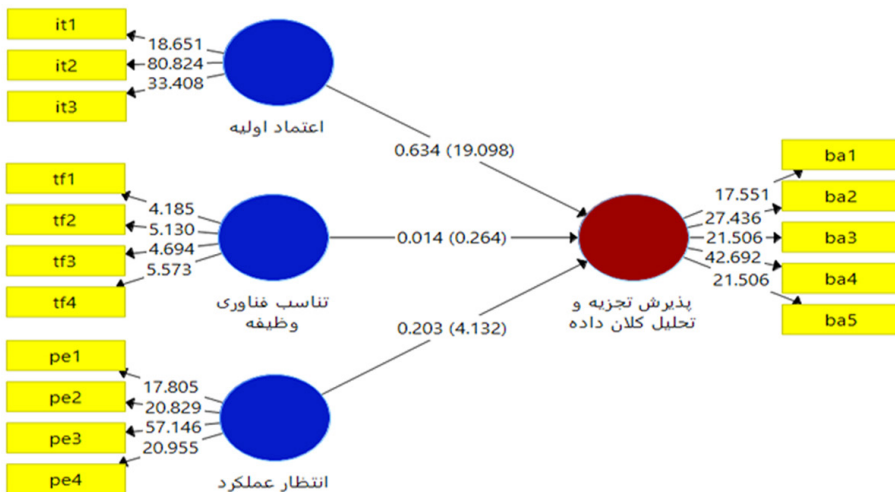 it1
it2
it3
18.651
80.824
33.408
اعتماد اولیه
tf1
tf2
tf3
tf4
4.185
5.130
4.694
5.573
تناسب فناوری
وظیفه
pe1
pe2
pe3
pe4
17.805
20.829
57.146
20.955
انتظار عملکرد
0.634 (19.098)
0.014 (0.264)
0.203 (4.132)
پذیرش تجزیه و
تحلیل کلان داده
17.551
27.436
21.506
42.692
21.506
ba1
ba2
ba3
ba4
ba5